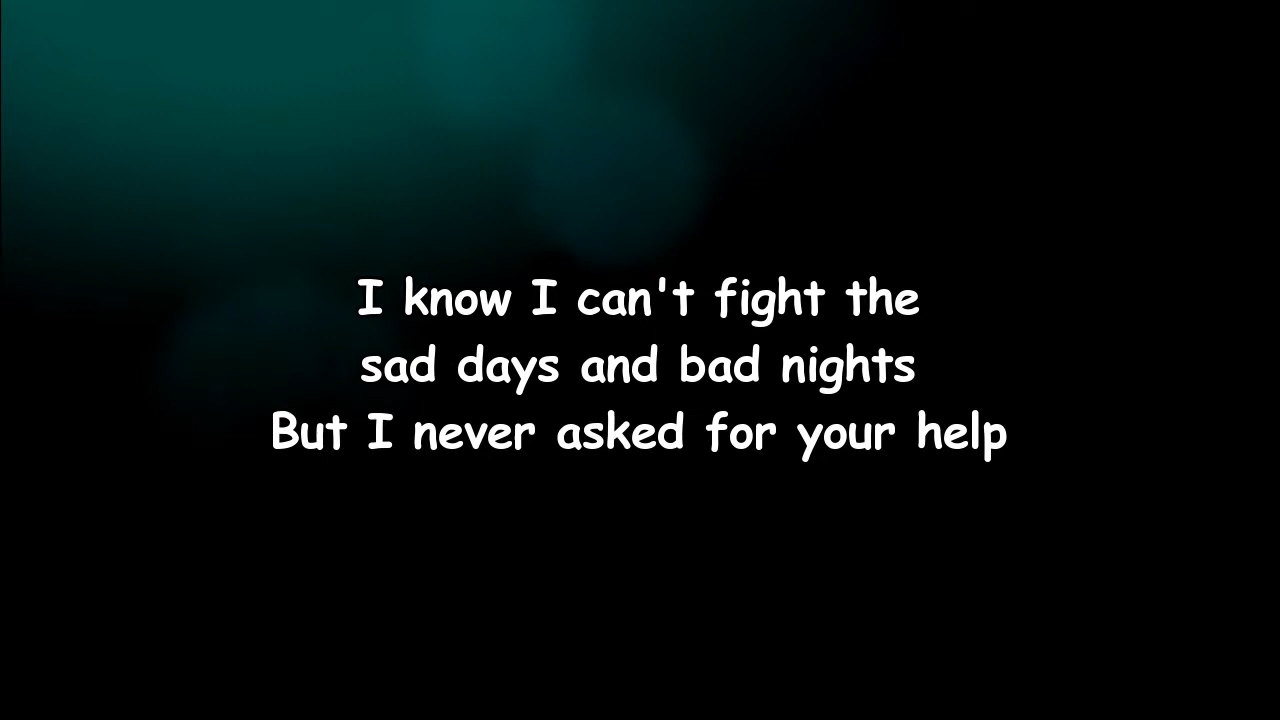 I know I can't fight the
sad days and bad nights
But I never asked for your help